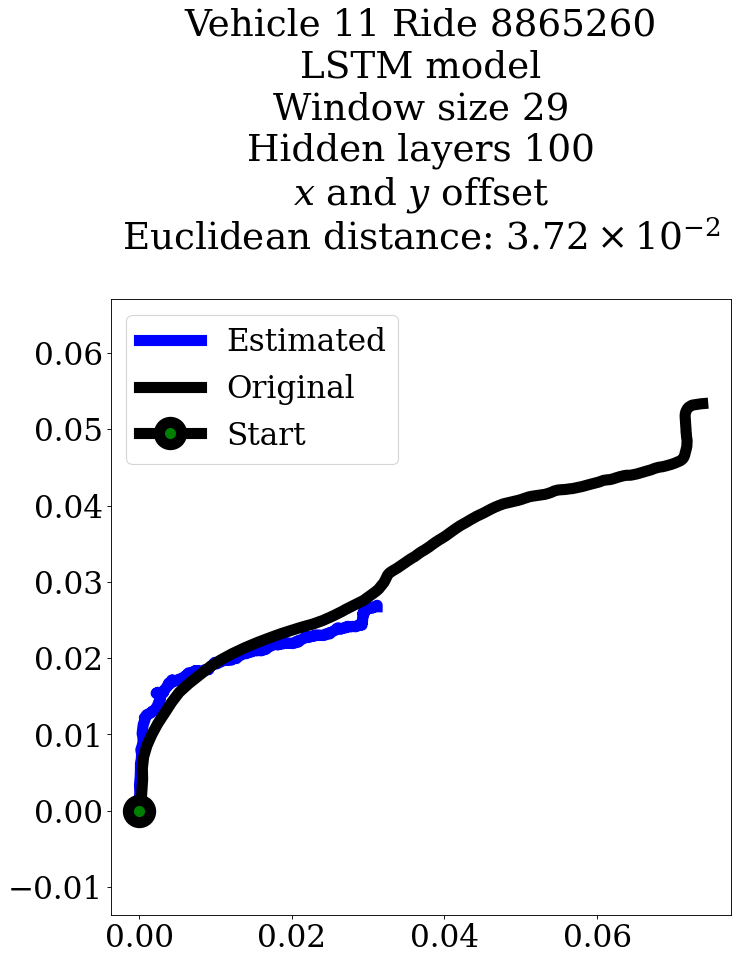 Vehicle 11 Ride 8865260
LSTM model
Window size 29
Hidden layers 100
x and y offset
Euclidean distance: 3.72 × 10⁻²
Estimated
Original
Start
0.06
0.05
0.04
0.03
0.02
0.01
0.00
−0.01
0.00 0.02 0.04 0.06